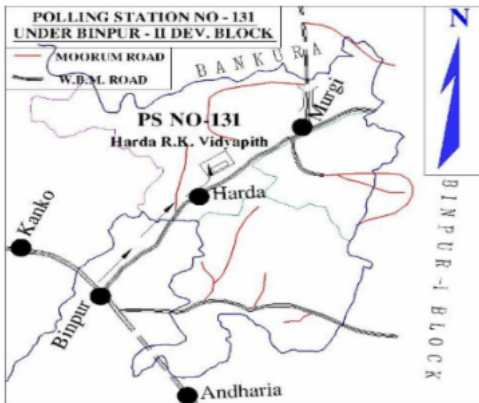 POLLING STATION NO - 131
UNDER BINPUR - II DEV. BLOCK
MOORUM ROAD
W.B.M. ROAD
N
BANKURA
PS NO-131
Harda R.K. Vidyapith
Murgi
Harda
Kanko
Binpur
Andharia
BINPUR-I BLOCK